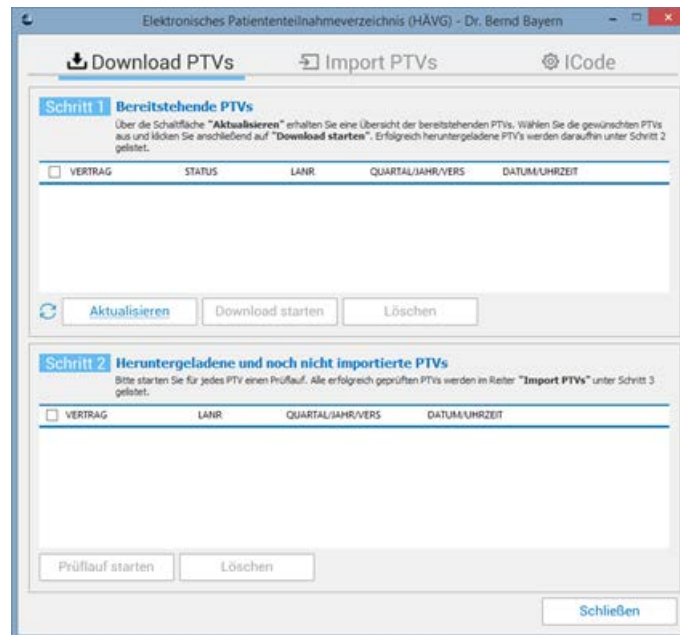 Elektronisches Patiententeilnahmeverzeichnis (HÄVG) - Dr. Bernd Bayern
Download PTVs Import PTVs ICode
Schritt 1 Bereitstehende PTVs
Über die Schaltfläche "Aktualisieren" erhalten Sie eine Übersicht der bereitstehenden PTVs. Wählen Sie die gewünschten PTVs
aus und klicken Sie anschließend auf "Download starten". Erfolgreich heruntergeladene PTV's werden daraufhin unter Schritt 2
gelistet.
VERTRAG STATUS LANR QUARTAL/JAHR/VERS DATUM/UHRZEIT
Aktualisieren Download starten Löschen
Schritt 2 Heruntergeladene und noch nicht importierte PTVs
Bitte starten Sie für jedes PTV einen Prüflauf. Alle erfolgreich geprüften PTVs werden im Reiter "Import PTVs" unter Schritt 3
gelistet.
VERTRAG LANR QUARTAL/JAHR/VERS DATUM/UHRZEIT
Prüflauf starten Löschen
Schließen